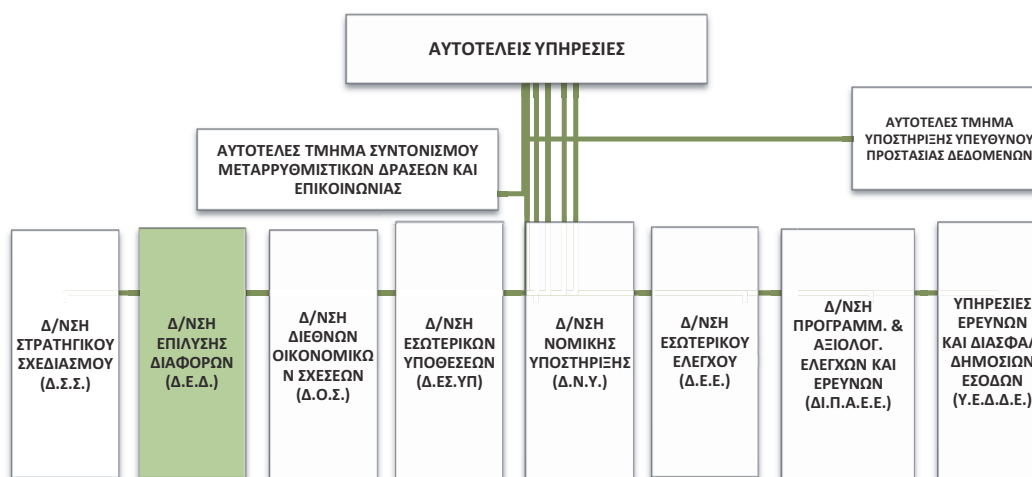 ΑΥΤΟΤΕΛΕΙΣ ΥΠΗΡΕΣΙΕΣ
ΑΥΤΟΤΕΛΕΣ ΤΜΗΜΑ
ΥΠΟΣΤΗΡΙΞΗΣ ΥΠΕΥΘΥΝΟΥ
ΠΡΟΣΤΑΣΙΑΣ ΔΕΔΟΜΕΝΩΝ
ΑΥΤΟΤΕΛΕΣ ΤΜΗΜΑ ΣΥΝΤΟΝΙΣΜΟΥ
ΜΕΤΑΡΡΥΘΜΙΣΤΙΚΩΝ ΔΡΑΣΕΩΝ ΚΑΙ
ΕΠΙΚΟΙΝΩΝΙΑΣ
Δ/ΝΣΗ
ΣΤΡΑΤΗΓΙΚΟΥ
ΣΧΕΔΙΑΣΜΟΥ
(Δ.Σ.Σ.)
Δ/ΝΣΗ
ΕΠΙΛΥΣΗΣ
ΔΙΑΦΟΡΩΝ
(Δ.Ε.Δ.)
Δ/ΝΣΗ
ΔΙΕΘΝΩΝ
ΟΙΚΟΝΟΜΙΚΩ
Ν ΣΧΕΣΕΩΝ
(Δ.Ο.Σ.)
Δ/ΝΣΗ
ΕΣΩΤΕΡΙΚΩΝ
ΥΠΟΘΕΣΕΩΝ
(Δ.ΕΣ.ΥΠ)
Δ/ΝΣΗ
ΝΟΜΙΚΗΣ
ΥΠΟΣΤΗΡΙΞΗΣ
(Δ.Ν.Υ.)
Δ/ΝΣΗ
ΕΣΩΤΕΡΙΚΟΥ
ΕΛΕΓΧΟΥ
(Δ.Ε.Ε.)
Δ/ΝΣΗ
ΠΡΟΓΡΑΜΜ. &
ΑΞΙΟΛΟΓ.
ΕΛΕΓΧΩΝ ΚΑΙ
ΕΡΕΥΝΩΝ
(ΔΙ.Π.Α.Ε.Ε.)
ΥΠΗΡΕΣΙΕΣ
ΕΡΕΥΝΩΝ
ΚΑΙ ΔΙΑΣΦΑΛ
ΔΗΜΟΣΙΩΝ
ΕΣΟΔΩΝ
(Υ.Ε.Δ.Δ.Ε.)